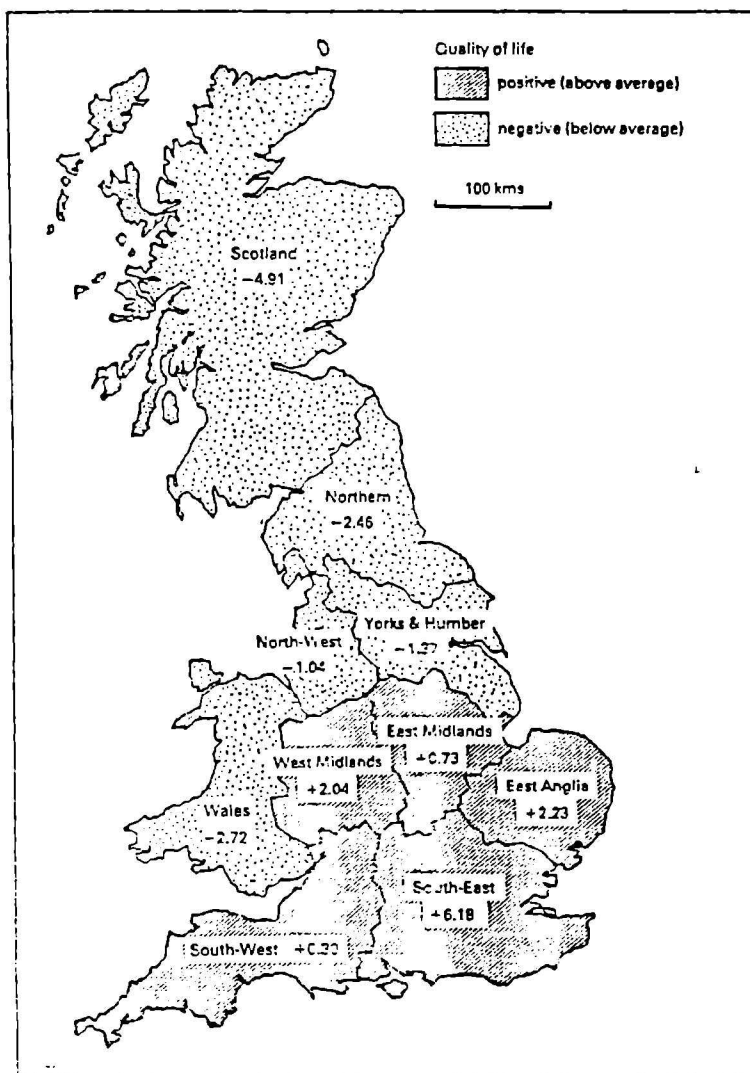 Quality of life
positive (above average)
negative (below average)
100 kms
Scotland
−4.91
Northern
−2.46
Yorks & Humber
North-West
−1.04
East Midlands
+0.73
West Midlands
+2.04
East Anglia
+2.23
Wales
−2.72
South-East
+6.18
South-West